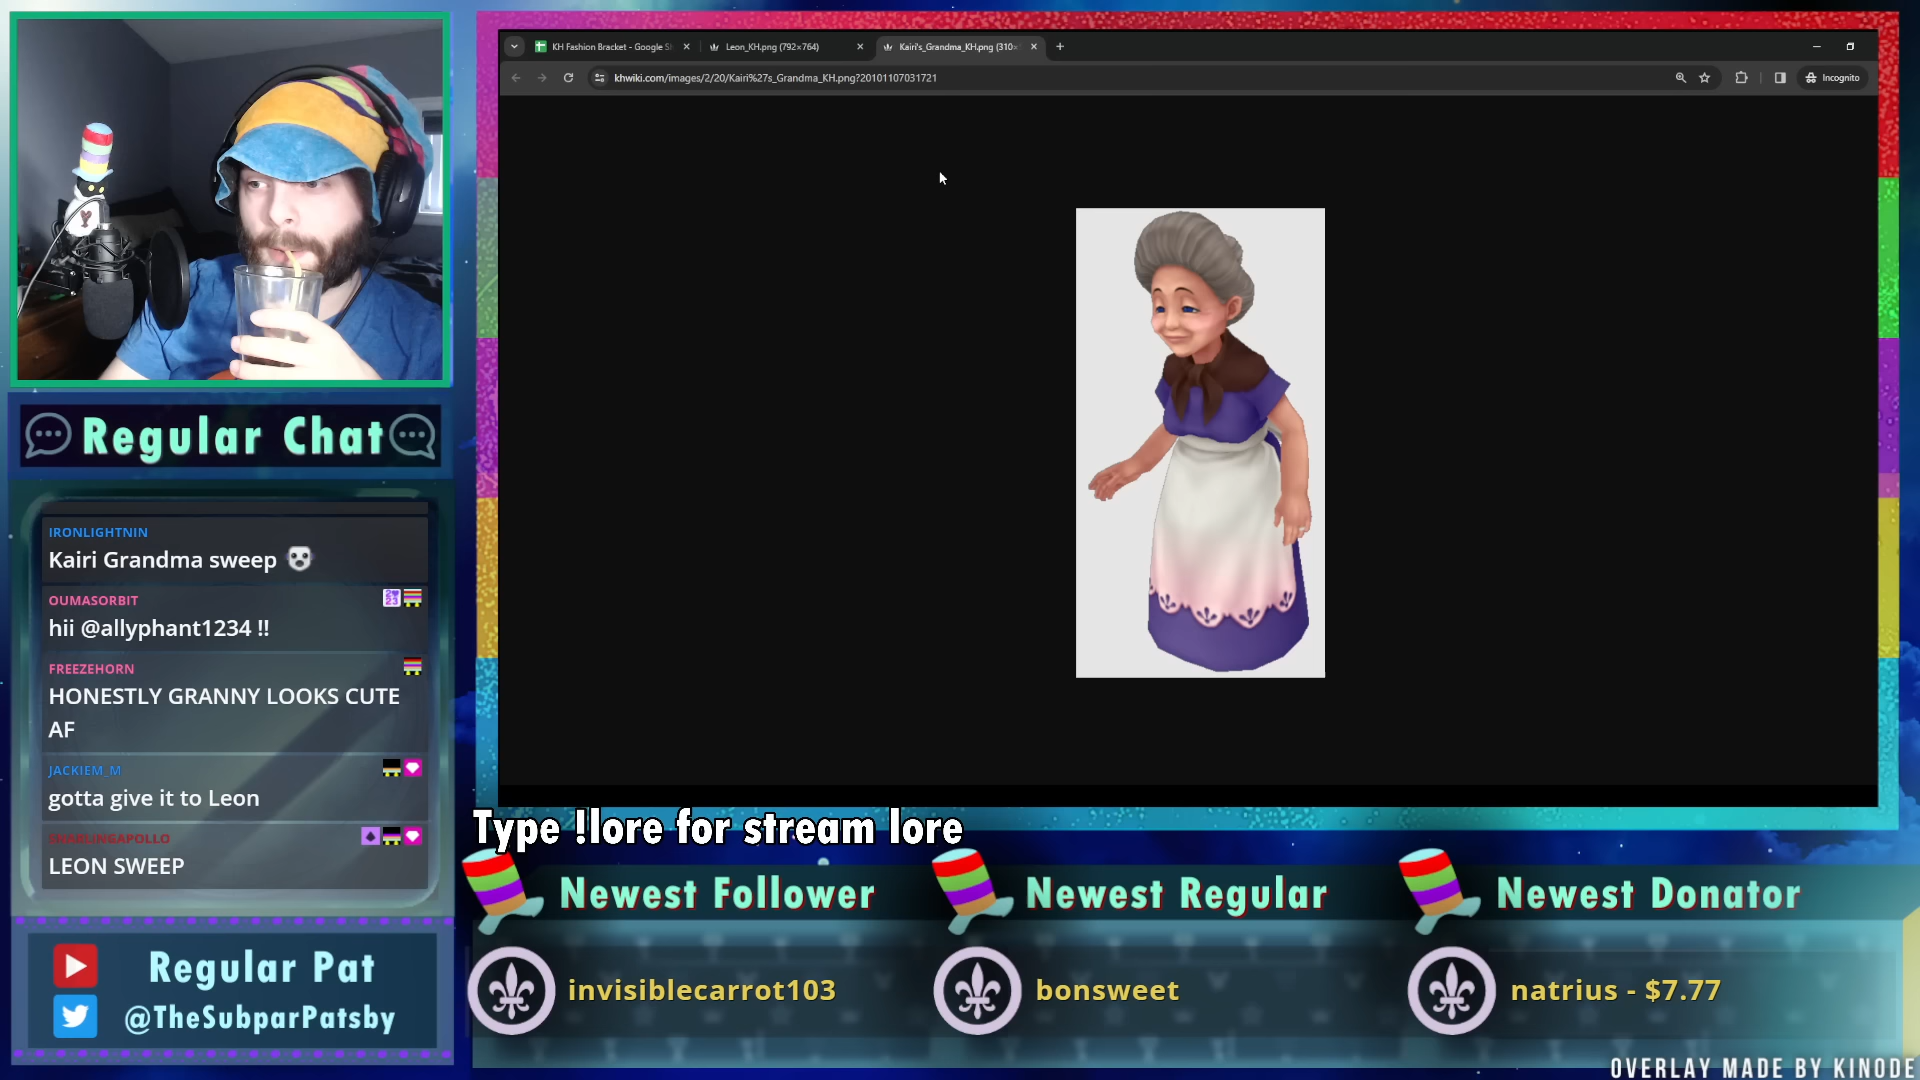 KH Fashion Bracket - Google Sh
Leon_KH.png (792×764)
Kairi's_Grandma_KH.png (310×
khwiki.com/images/2/20/Kairi%27s_Grandma_KH.png?20101107031721
Incognito
Regular Chat
IRONLIGHTNIN
Kairi Grandma sweep
OUMASORBIT
hii @allyphant1234 !!
FREEZEHORN
HONESTLY GRANNY LOOKS CUTE
AF
JACKIEM_M
gotta give it to Leon
LEON SWEEP
Regular Pat
@TheSubparPatsby
Type !lore for stream lore
Newest Follower
invisiblecarrot103
Newest Regular
bonsweet
Newest Donator
natrius - $7.77
OVERLAY MADE BY KINODE